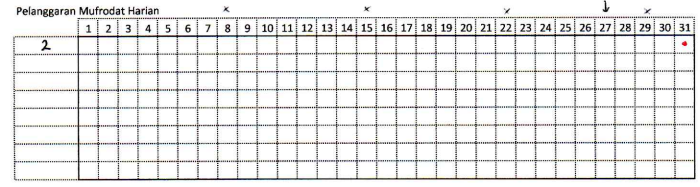 Pelanggaran Mufrodat Harian
x x x ↓ x
1 2 3 4 5 6 7 8 9 10 11 12 13 14 15 16 17 18 19 20 21 22 23 24 25 26 27 28 29 30 31
2